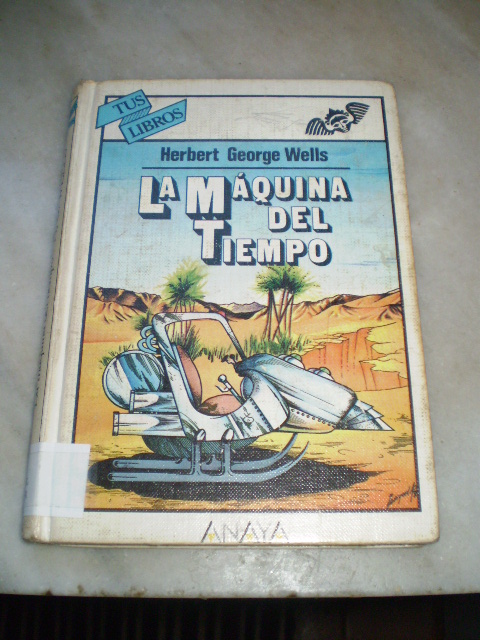 TUS
LIBROS
Herbert George Wells
LA MÁQUINA
DEL
TIEMPO
ANAYA